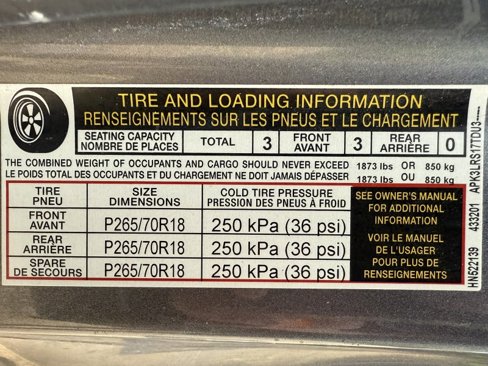 TIRE AND LOADING INFORMATION
RENSEIGNEMENTS SUR LES PNEUS ET LE CHARGEMENT
SEATING CAPACITY
NOMBRE DE PLACES
TOTAL
3
FRONT
AVANT
3
REAR
ARRIÈRE
0
THE COMBINED WEIGHT OF OCCUPANTS AND CARGO SHOULD NEVER EXCEED 1873 lbs OR 850 kg
LE POIDS TOTAL DES OCCUPANTS ET DU CHARGEMENT NE DOIT JAMAIS DÉPASSER 1873 lbs OU 850 kg
TIRE
PNEU
SIZE
DIMENSIONS
COLD TIRE PRESSURE
PRESSION DES PNEUS À FROID
FRONT
AVANT
P265/70R18
250 kPa (36 psi)
REAR
ARRIÈRE
P265/70R18
250 kPa (36 psi)
SPARE
DE SECOURS
P265/70R18
250 kPa (36 psi)
SEE OWNER'S MANUAL
FOR ADDITIONAL
INFORMATION
VOIR LE MANUEL
DE L'USAGER
POUR PLUS DE
RENSEIGNEMENTS
HN522139 433201 APK3LRS177TDU3----